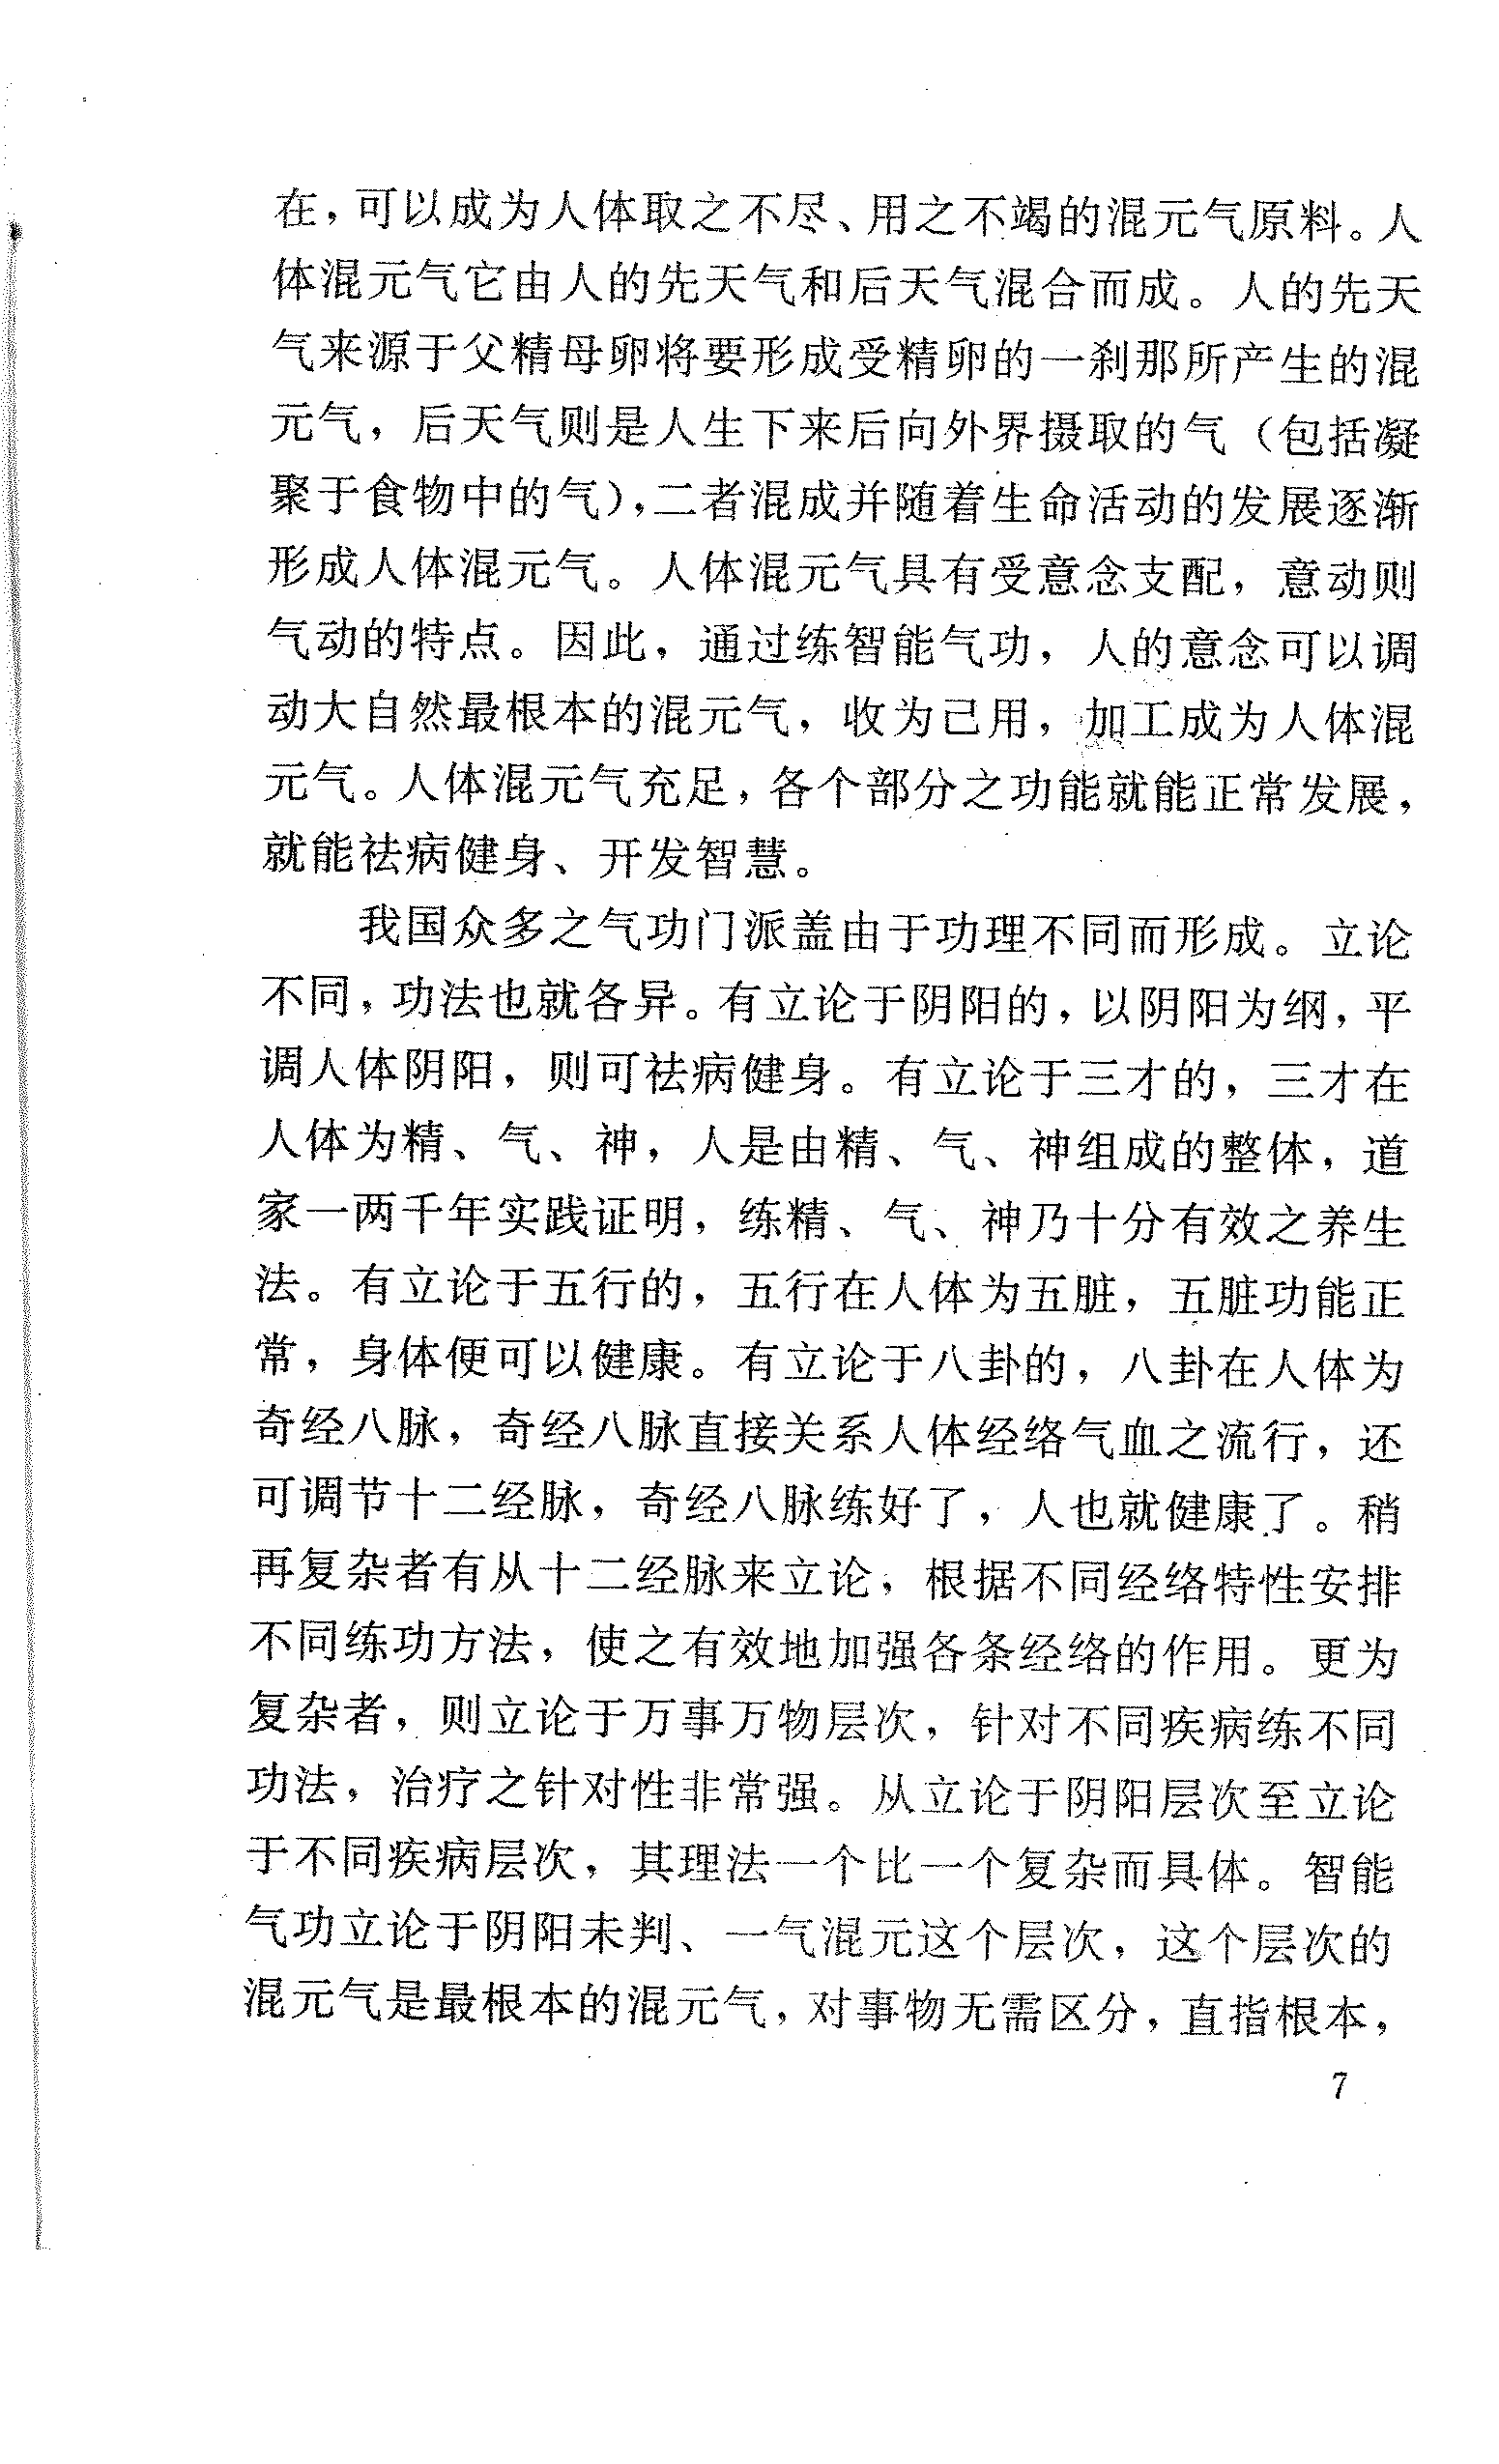 在，可以成为人体取之不尽、用之不竭的混元气原料。人
体混元气它由人的先天气和后天气混合而成。人的先天
气来源于父精母卵将要形成受精卵的一刹那所产生的混
元气，后天气则是人生下来后向外界摄取的气（包括凝
聚于食物中的气），二者混成并随着生命活动的发展逐渐
形成人体混元气。人体混元气具有受意念支配，意动则
气动的特点。因此，通过练智能气功，人的意念可以调
动大自然最根本的混元气，收为己用，加工成为人体混
元气。人体混元气充足，各个部分之功能就能正常发展，
就能祛病健身、开发智慧。
我国众多之气功门派盖由于功理不同而形成。立论
不同，功法也就各异。有立论于阴阳的，以阴阳为纲，平
调人体阴阳，则可祛病健身。有立论于三才的，三才在
人体为精、气、神，人是由精、气、神组成的整体，道
家一两千年实践证明，练精、气、神乃十分有效之养生
法。有立论于五行的，五行在人体为五脏，五脏功能正
常，身体便可以健康。有立论于八卦的，八卦在人体为
奇经八脉，奇经八脉直接关系人体经络气血之流行，还
可调节十二经脉，奇经八脉练好了，人也就健康了。稍
再复杂者有从十二经脉来立论，根据不同经络特性安排
不同练功方法，使之有效地加强各条经络的作用。更为
复杂者，则立论于万事万物层次，针对不同疾病练不同
功法，治疗之针对性非常强。从立论于阴阳层次至立论
于不同疾病层次，其理法一个比一个复杂而具体。智能
气功立论于阴阳未判、一气混元这个层次，这个层次的
混元气是最根本的混元气，对事物无需区分，直指根本，
7